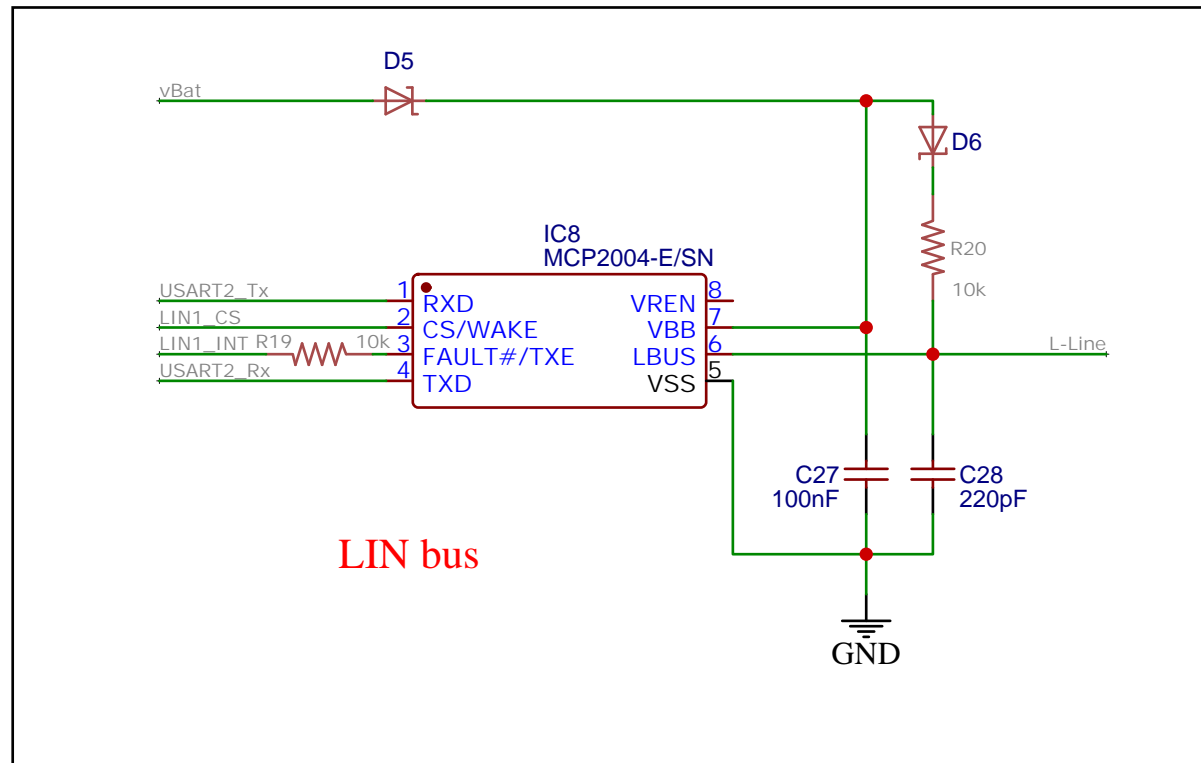 D5
vBat
D6
IC8
MCP2004-E/SN
R20
10k
USART2_Tx
1
RXD
VREN
8
LIN1_CS
2
CS/WAKE
VBB
7
LIN1_INT
R19
10k
3
FAULT#/TXE
LBUS
6
L-Line
USART2_Rx
4
TXD
VSS
5
C27
100nF
C28
220pF
LIN bus
GND